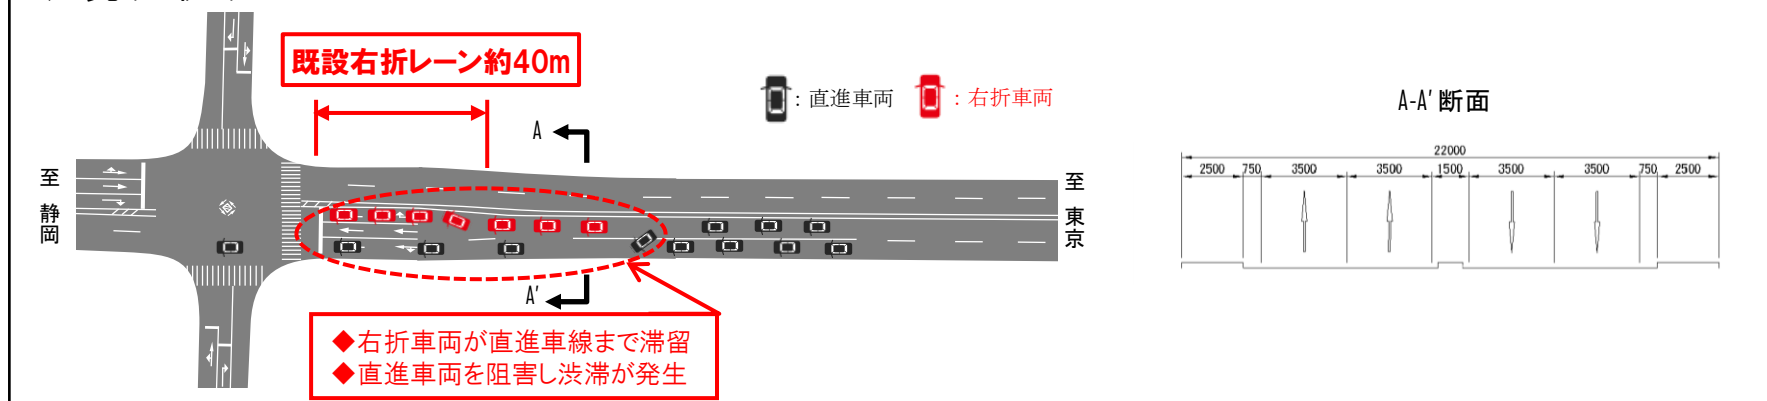 既設右折レーン約40m
：直進車両
：右折車両
A-A'断面
A
22000
2500 750 3500 3500 1500 3500 3500 750 2500
至 静岡
至 東京
A'
◆右折車両が直進車線まで滞留
◆直進車両を阻害し渋滞が発生